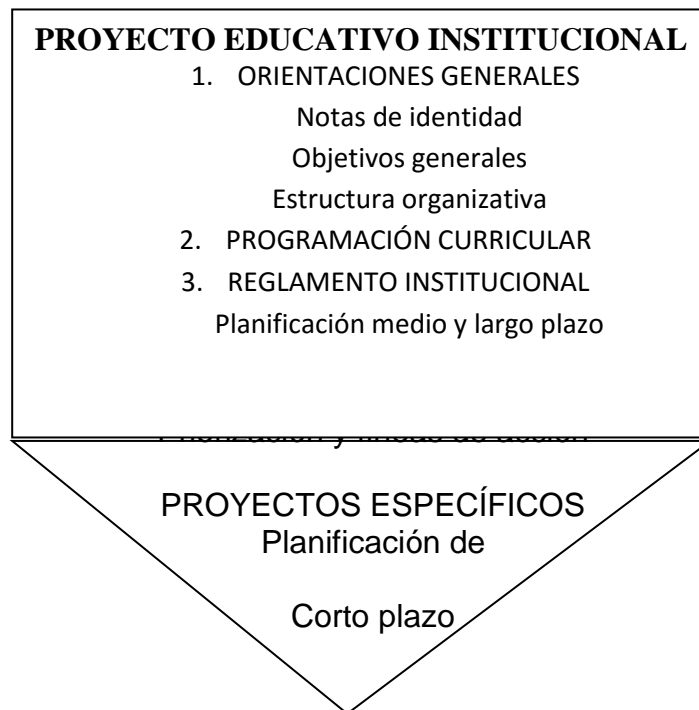 PROYECTO EDUCATIVO INSTITUCIONAL
1. ORIENTACIONES GENERALES
Notas de identidad
Objetivos generales
Estructura organizativa
2. PROGRAMACIÓN CURRICULAR
3. REGLAMENTO INSTITUCIONAL
Planificación medio y largo plazo
PROYECTOS ESPECÍFICOS
Planificación de
Corto plazo